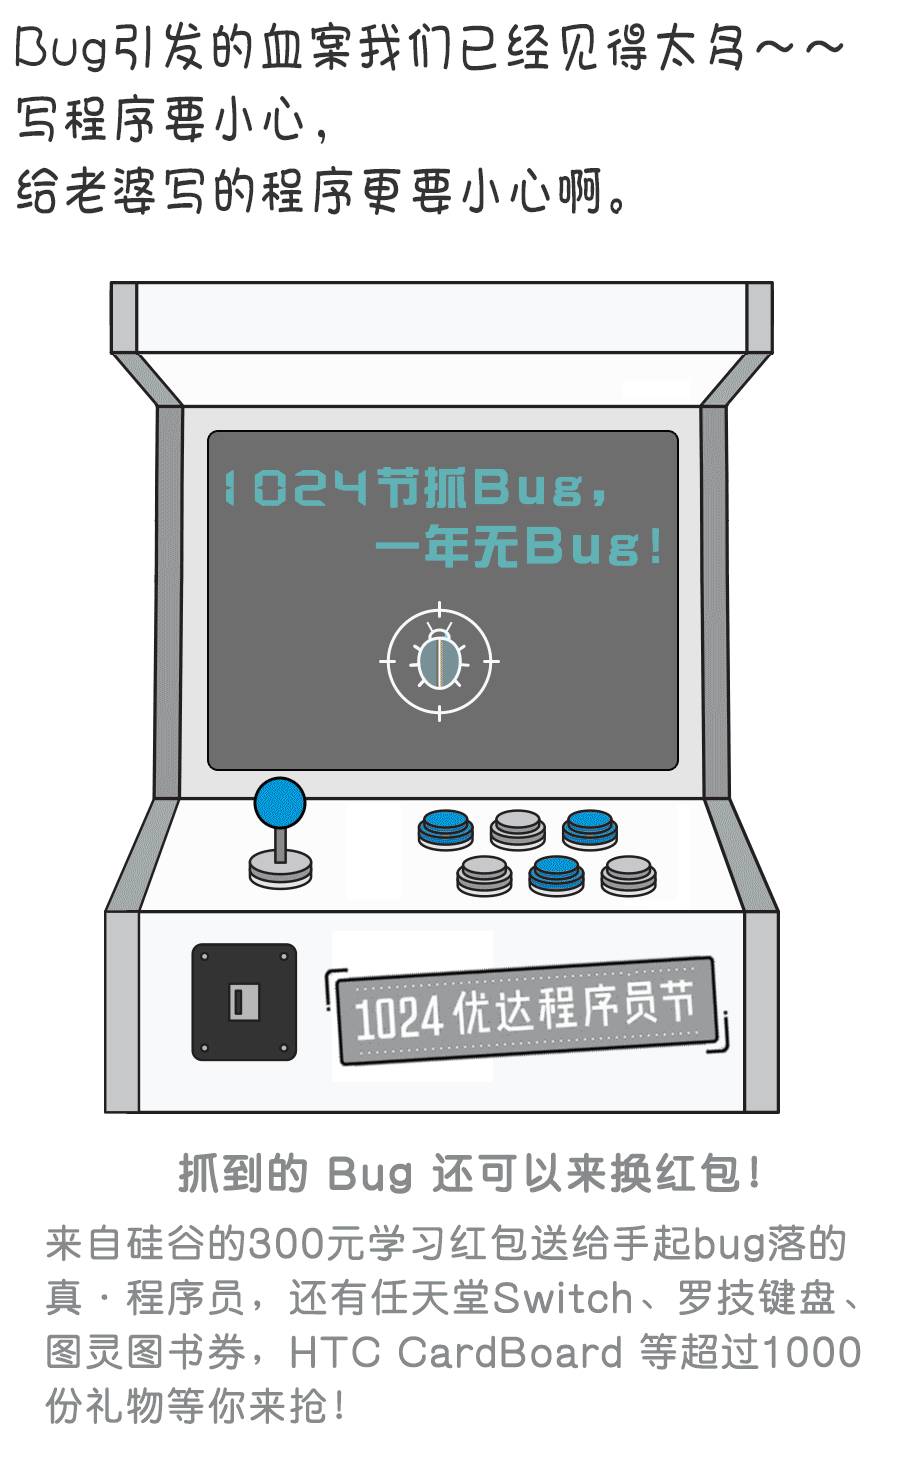 Bug引发的血案我们已经见得太多～～
写程序要小心，
给老婆写的程序更要小心啊。
1024节抓Bug，
一年无Bug！
1024优达程序员节
抓到的 Bug 还可以来换红包！
来自硅谷的300元学习红包送给手起bug落的
真·程序员，还有任天堂Switch、罗技键盘、
图灵图书券，HTC CardBoard 等超过1000
份礼物等你来抢！